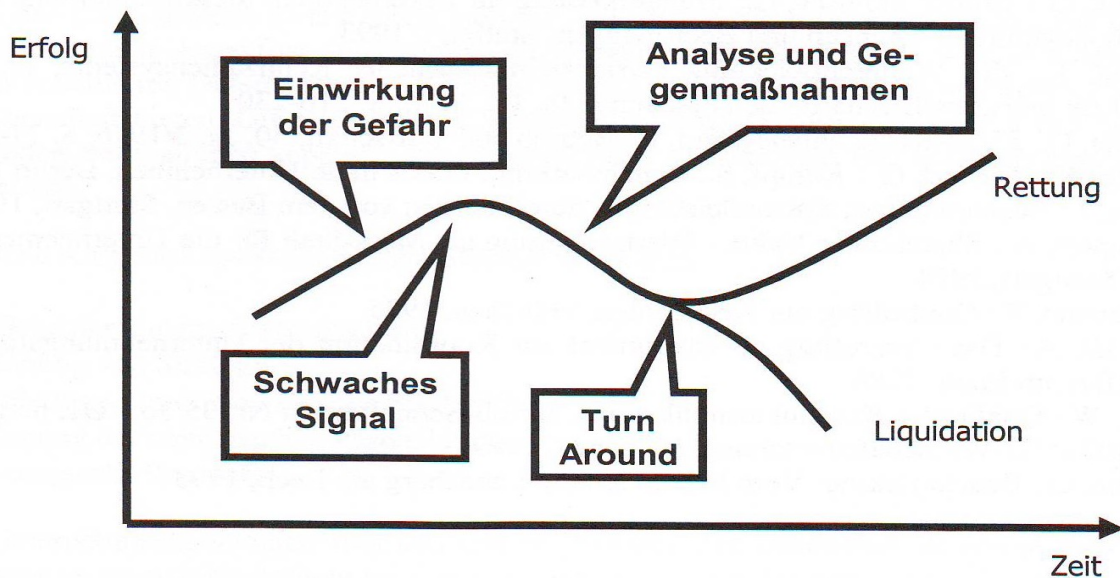 Erfolg
Einwirkung
der Gefahr
Analyse und Ge-
genmaßnahmen
Rettung
Schwaches
Signal
Turn
Around
Liquidation
Zeit